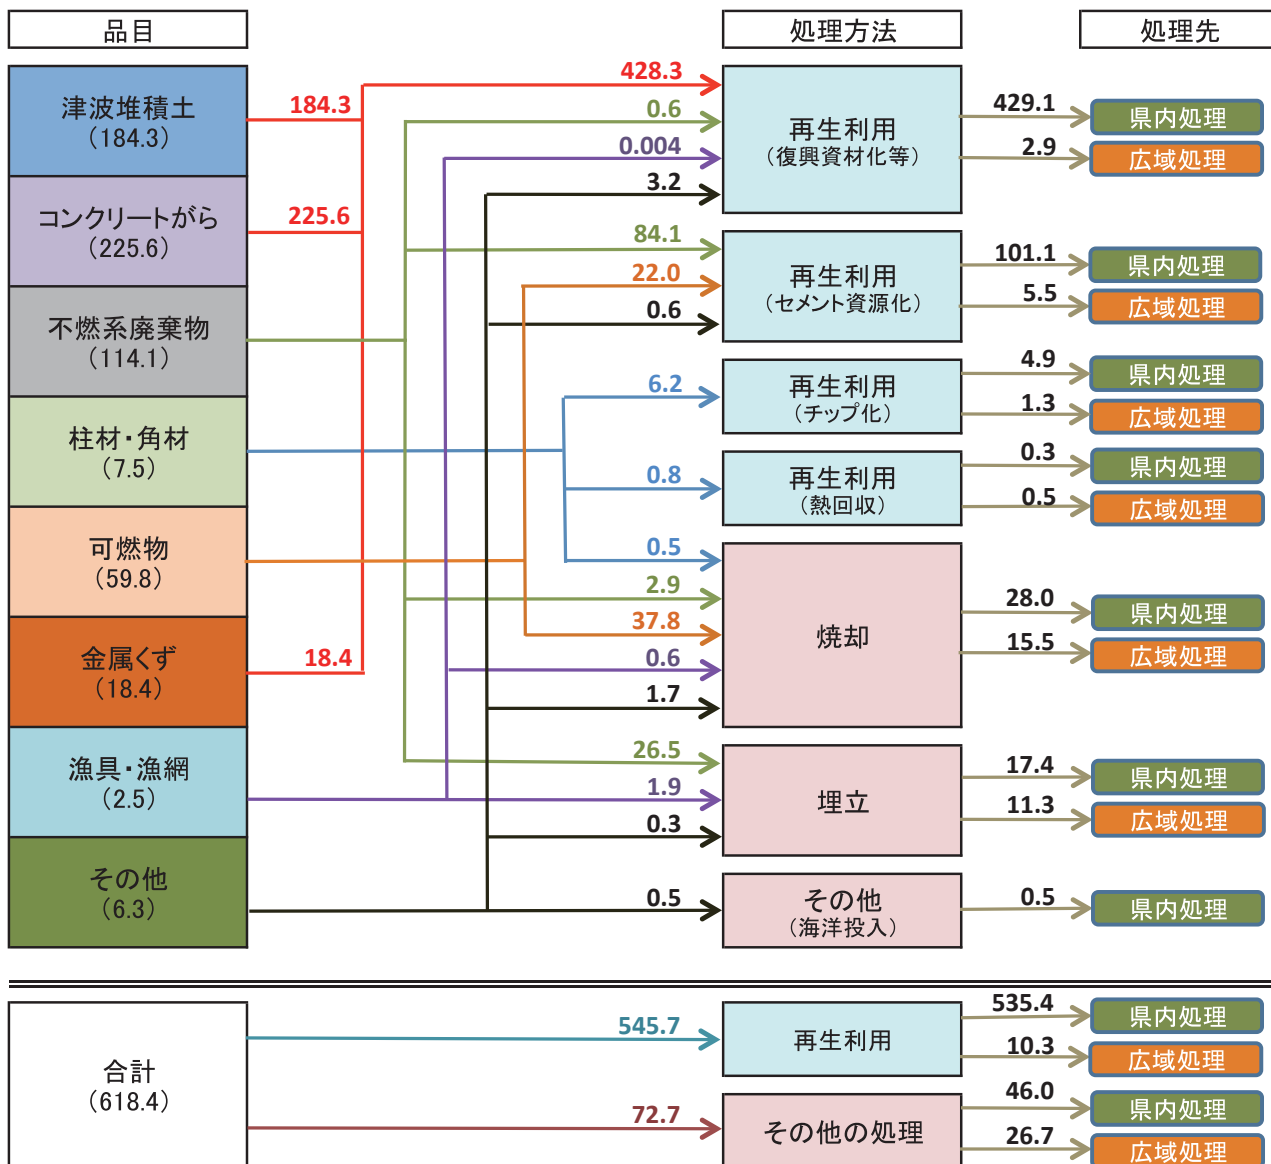 品目
処理方法
処理先
津波堆積土
（184.3）
184.3
コンクリートがら
（225.6）
225.6
不燃系廃棄物
（114.1）
柱材・角材
（7.5）
可燃物
（59.8）
金属くず
（18.4）
18.4
漁具・漁網
（2.5）
その他
（6.3）
428.3
0.6
0.004
3.2
再生利用
（復興資材化等）
429.1
県内処理
2.9
広域処理
84.1
22.0
0.6
再生利用
（セメント資源化）
101.1
県内処理
5.5
広域処理
6.2
再生利用
（チップ化）
4.9
県内処理
1.3
広域処理
0.8
再生利用
（熱回収）
0.3
県内処理
0.5
広域処理
0.5
2.9
37.8
0.6
1.7
焼却
28.0
県内処理
15.5
広域処理
26.5
1.9
0.3
埋立
17.4
県内処理
11.3
広域処理
0.5
その他
（海洋投入）
0.5
県内処理
合計
（618.4）
545.7
再生利用
535.4
県内処理
10.3
広域処理
72.7
その他の処理
46.0
県内処理
26.7
広域処理